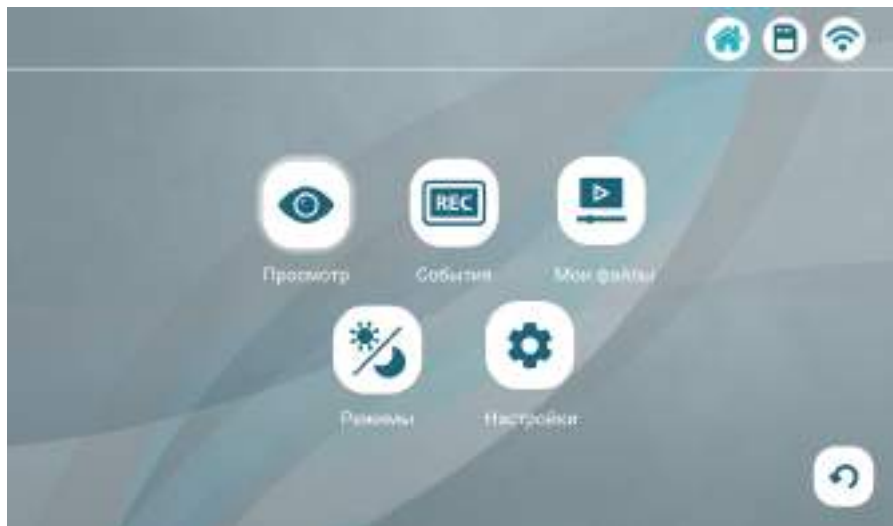 REC
Просмотр
События
Мои файлы
Режимы
Настройки